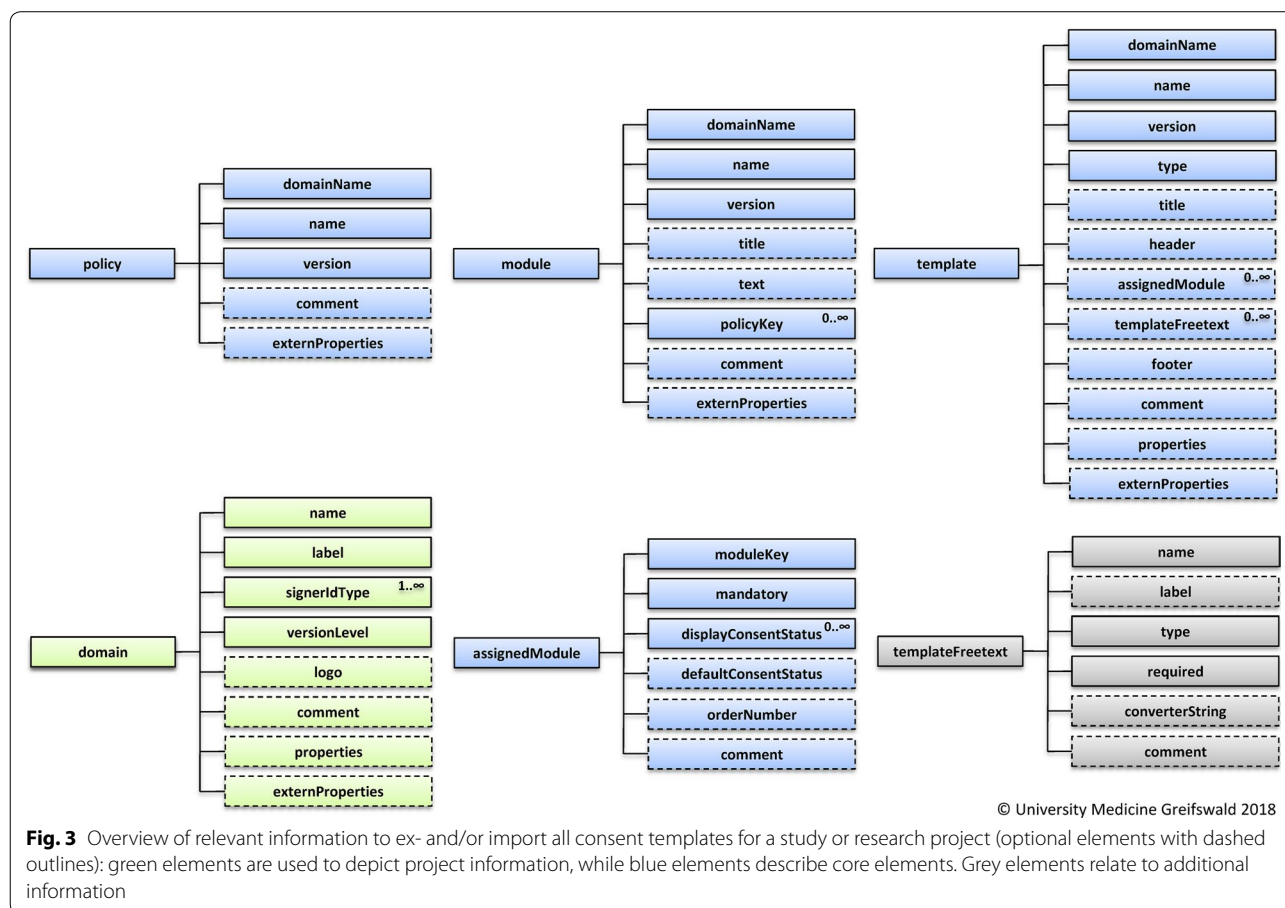 policy
domainName
name
version
comment
externProperties
module
domainName
name
version
title
text
policyKey 0..∞
comment
externProperties
template
domainName
name
version
type
title
header
assignedModule 0..∞
templateFreetext 0..∞
footer
comment
properties
externProperties
domain
name
label
signerIdType 1..∞
versionLevel
logo
comment
properties
externProperties
assignedModule
moduleKey
mandatory
displayConsentStatus 0..∞
defaultConsentStatus
orderNumber
comment
templateFreetext
name
label
type
required
converterString
comment
© University Medicine Greifswald 2018
Fig. 3 Overview of relevant information to ex- and/or import all consent templates for a study or research project (optional elements with dashed
outlines): green elements are used to depict project information, while blue elements describe core elements. Grey elements relate to additional
information